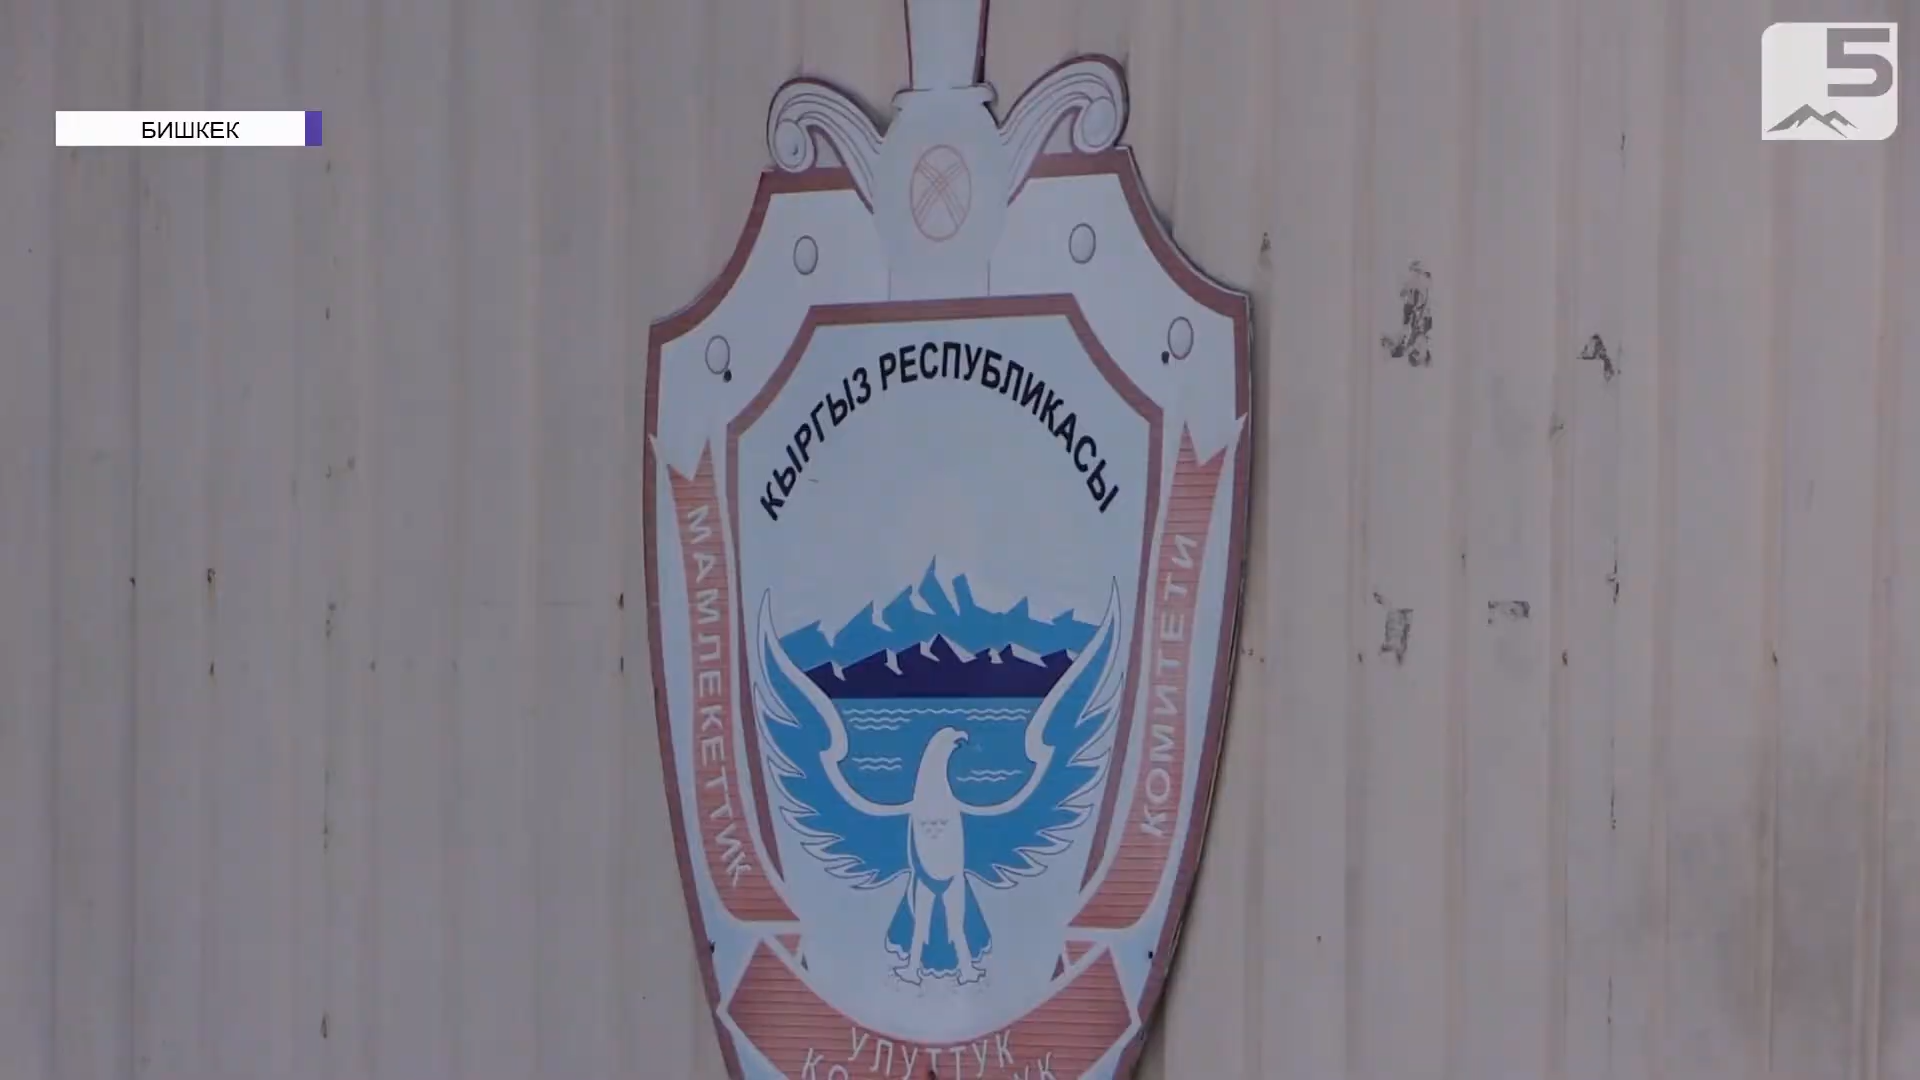 БИШКЕК
5
КЫРГЫЗ РЕСПУБЛИКАСЫ
МАМЛЕКЕТТИК
КОМИТЕТИ
УЛУТТУК